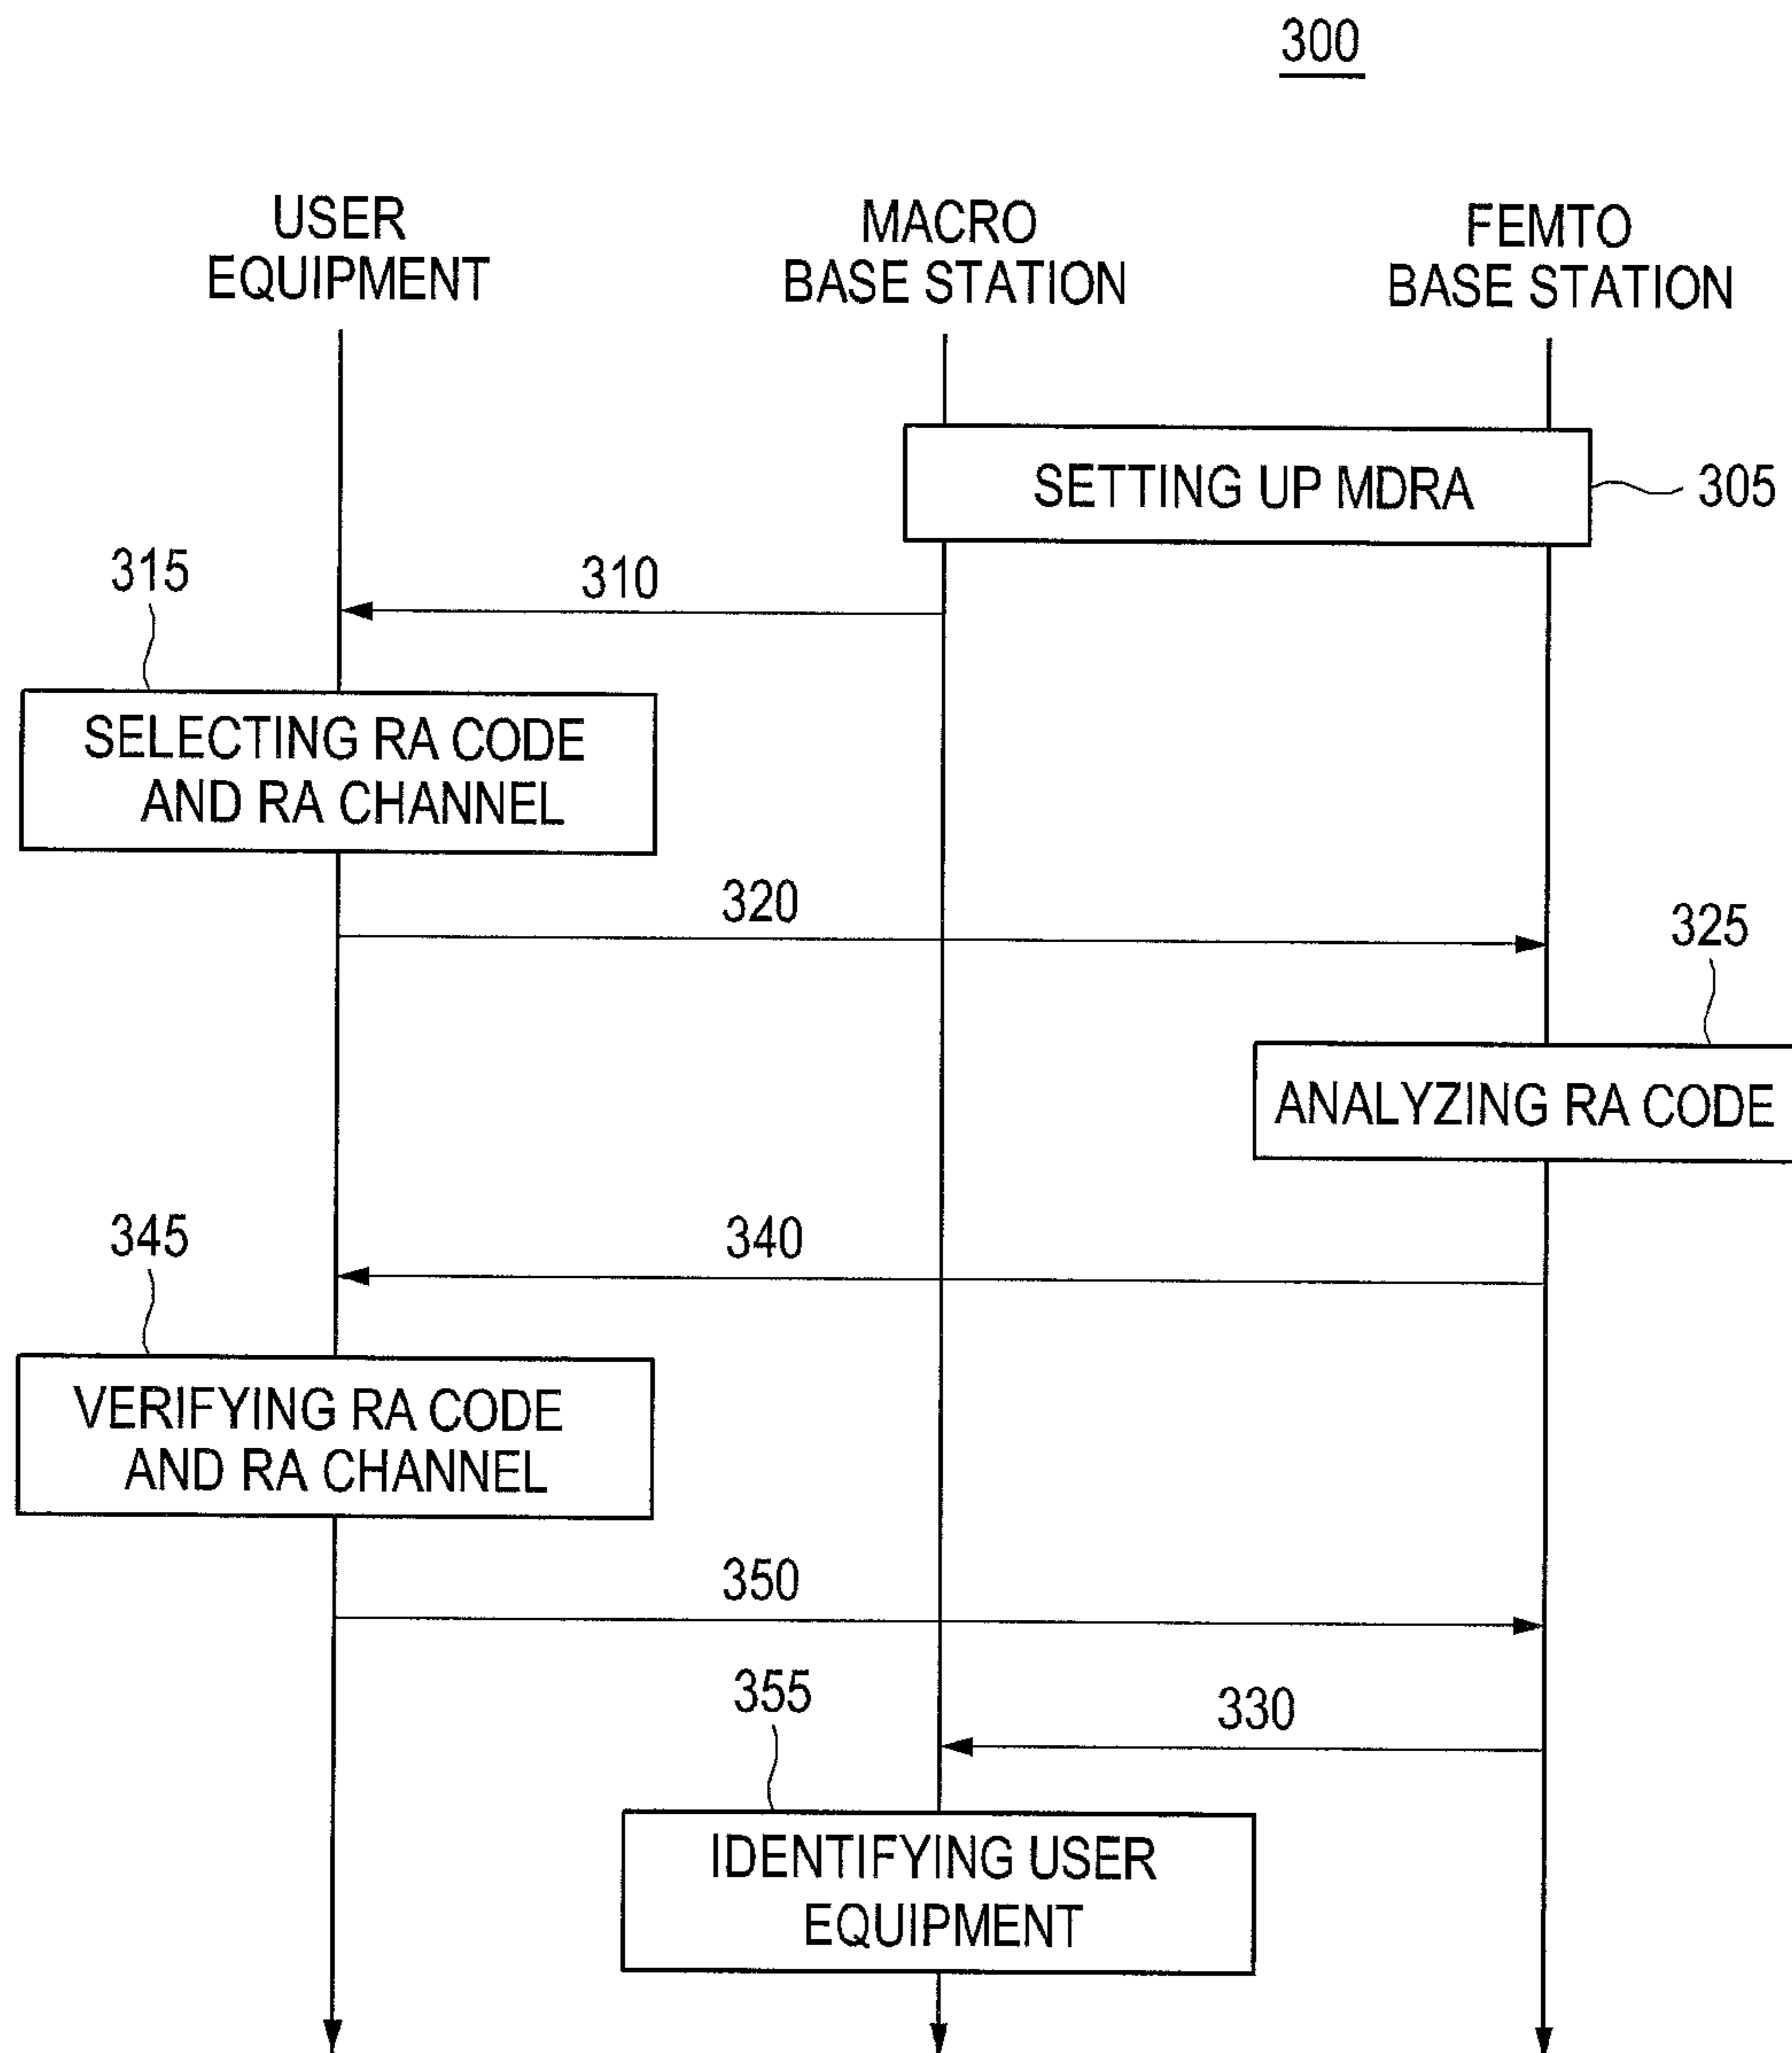 300
USER
EQUIPMENT
MACRO
BASE STATION
FEMTO
BASE STATION
SETTING UP MDRA
305
310
315
SELECTING RA CODE
AND RA CHANNEL
320
325
ANALYZING RA CODE
340
345
VERIFYING RA CODE
AND RA CHANNEL
350
355
330
IDENTIFYING USER
EQUIPMENT